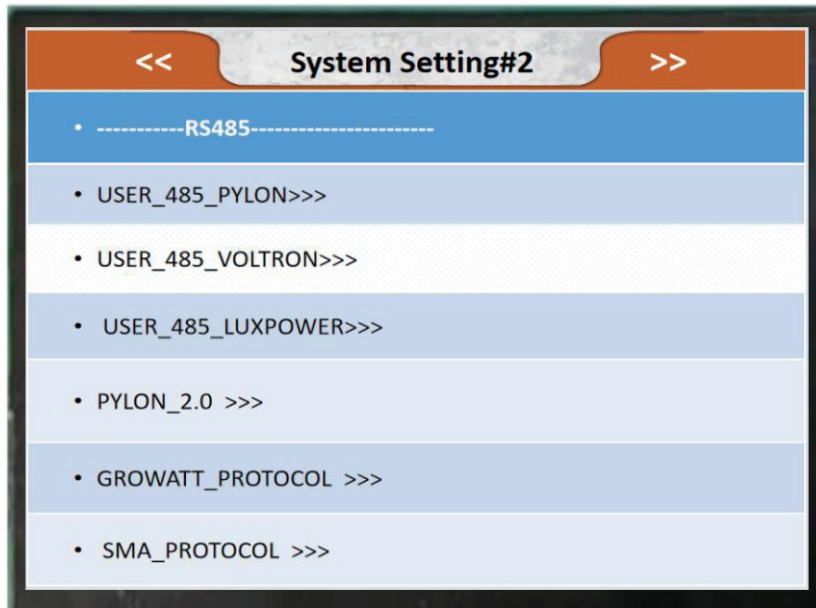 << System Setting#2 >>
• -----------RS485-----------------------
• USER_485_PYLON>>>
• USER_485_VOLTRON>>>
• USER_485_LUXPOWER>>>
• PYLON_2.0 >>>
• GROWATT_PROTOCOL >>>
• SMA_PROTOCOL >>>